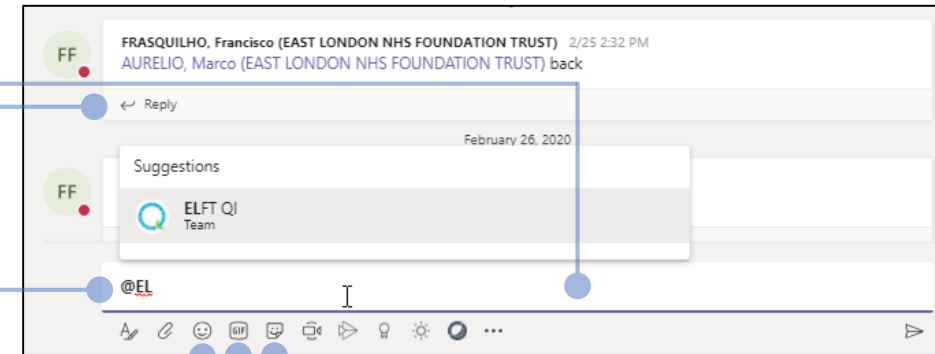 FF
FRASQUILHO, Francisco (EAST LONDON NHS FOUNDATION TRUST) 2/25 2:32 PM
AURELIO, Marco (EAST LONDON NHS FOUNDATION TRUST) back
Reply
February 26, 2020
Suggestions
FF
ELFT QI
Team
@EL
GIF